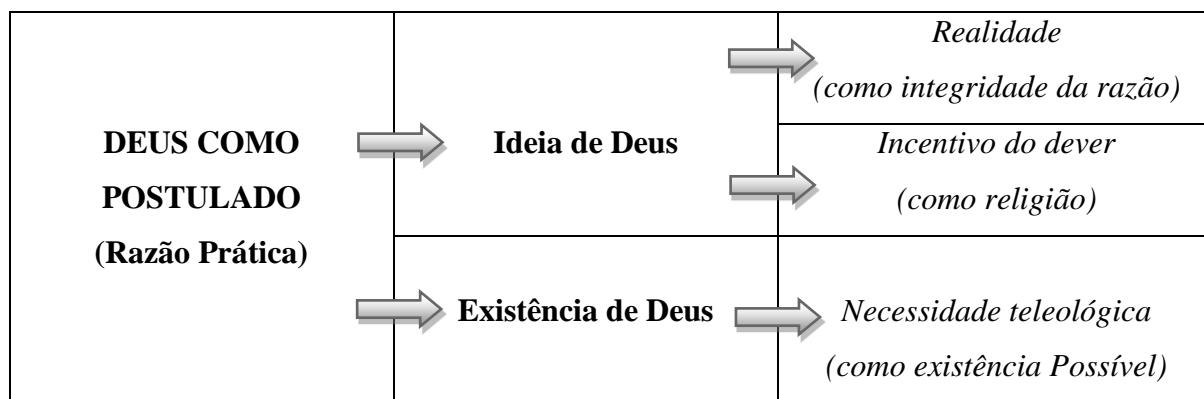 DEUS COMO
POSTULADO
(Razão Prática)
Ideia de Deus
Realidade
(como integridade da razão)
Incentivo do dever
(como religião)
Existência de Deus
Necessidade teleológica
(como existência Possível)